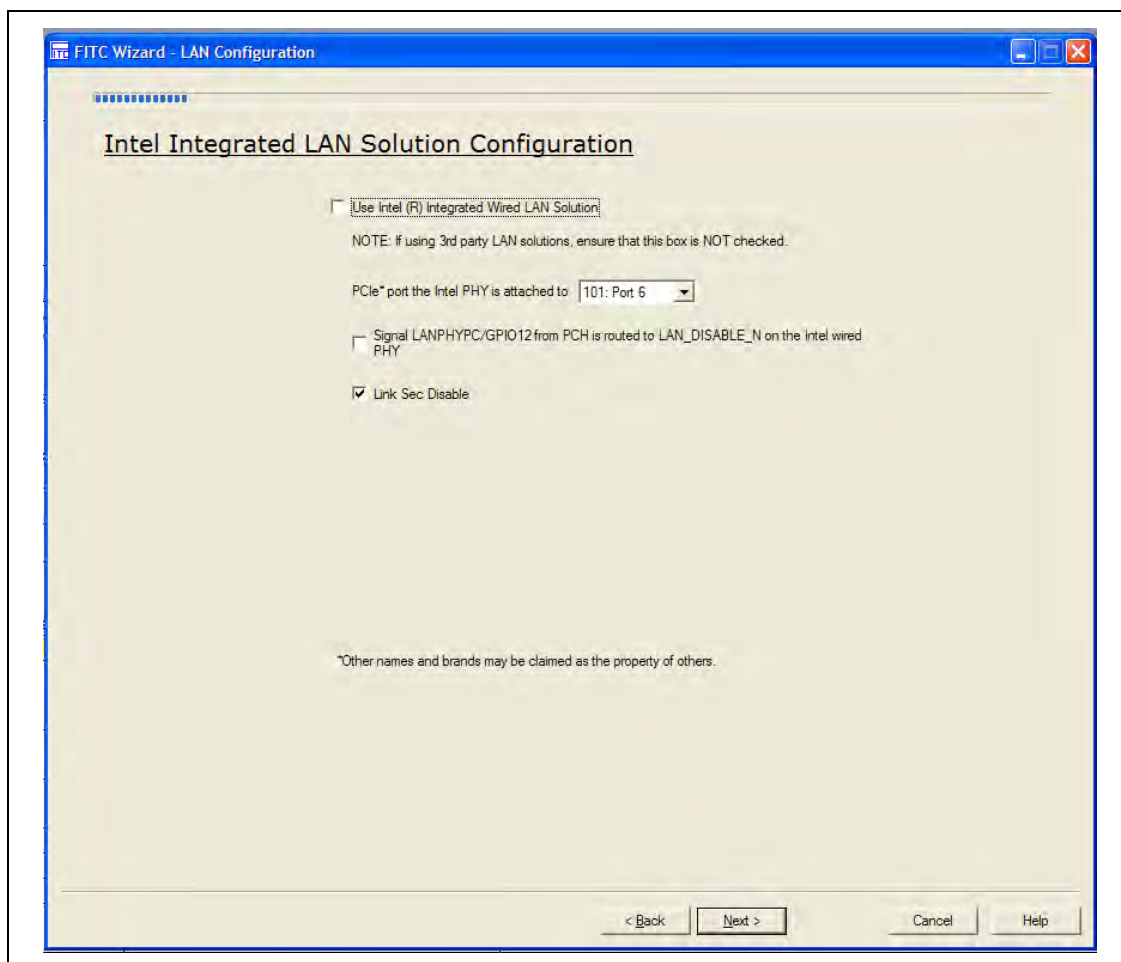 FITC Wizard - LAN Configuration
Intel Integrated LAN Solution Configuration
Use Intel (R) Integrated Wired LAN Solution
NOTE: If using 3rd party LAN solutions, ensure that this box is NOT checked.
PCIe* port the Intel PHY is attached to 101: Port 6
Signal LANPHYPC/GPIO12 from PCH is routed to LAN_DISABLE_N on the Intel wired
PHY
Link Sec Disable
*Other names and brands may be claimed as the property of others.
< Back Next > Cancel Help